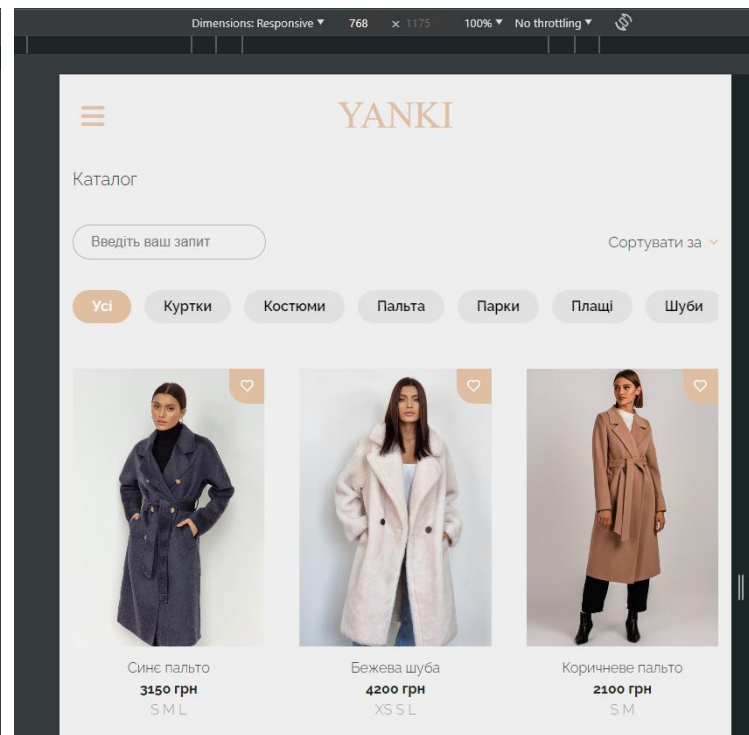 Dimensions: Responsive 768 × 1175 100% No throttling
YANKI
Каталог
Введіть ваш запит Сортувати за
Усі Куртки Костюми Пальта Парки Плащі Шуби
Синє пальто Бежева шуба Коричневе пальто
3150 грн 4200 грн 2100 грн
S M L XS S L S M